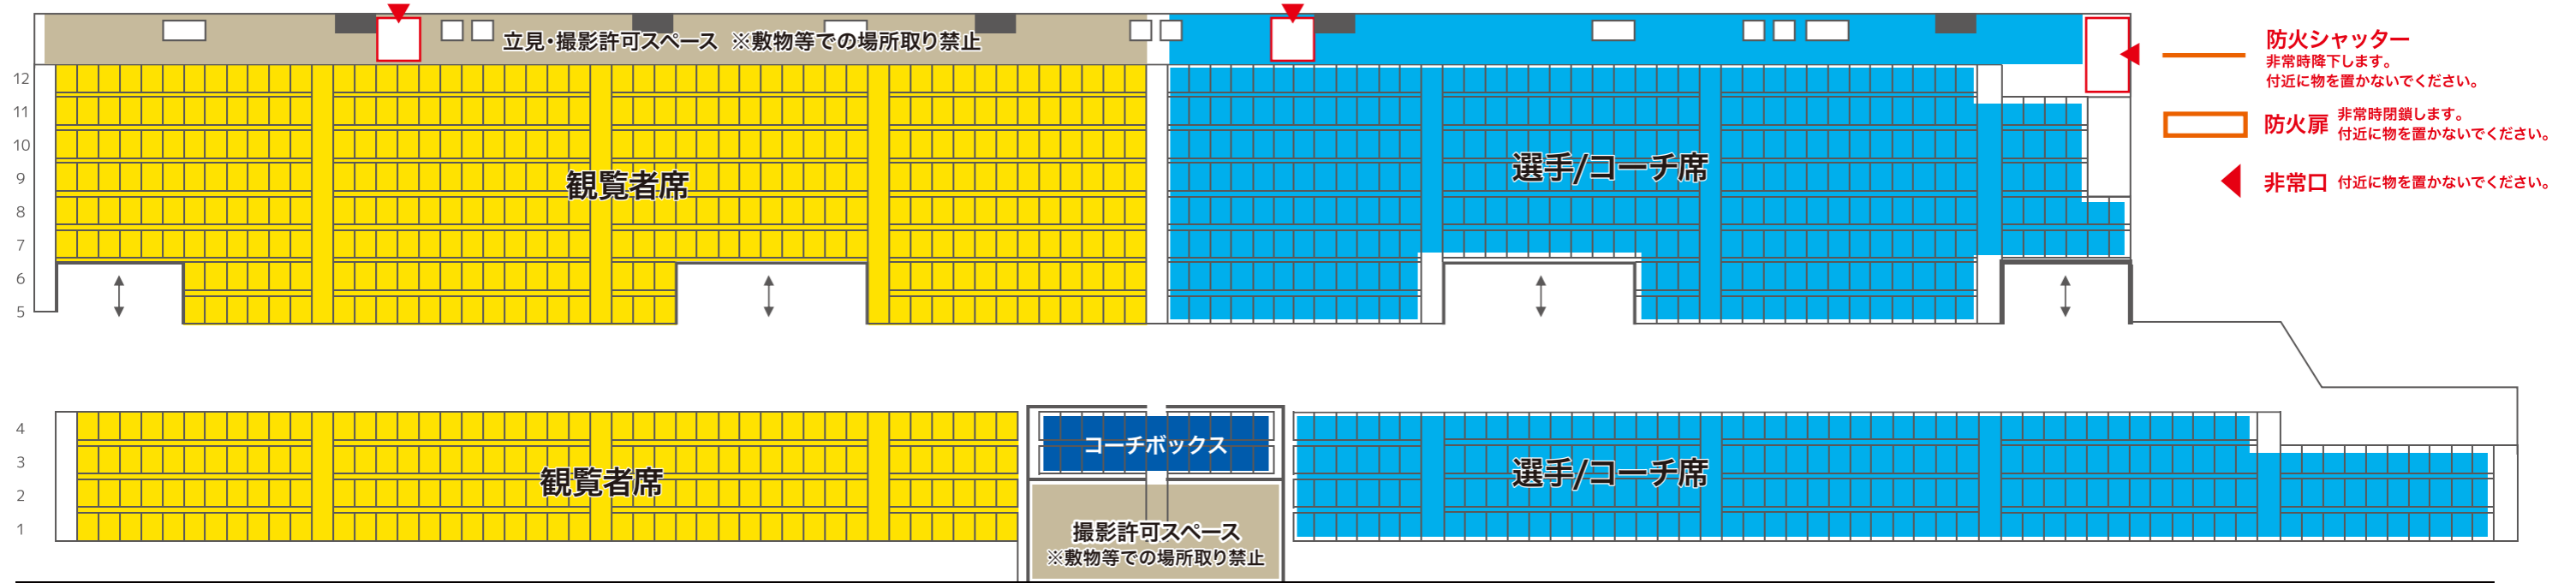 立見・撮影許可スペース ※敷物等での場所取り禁止
12
11
10
9
8
7
6
5
観覧者席
選手/コーチ席
防火シャッター
非常時降下します。
付近に物を置かないでください。
防火扉
非常時閉鎖します。
付近に物を置かないでください。
非常口 付近に物を置かないでください。
4
3
2
1
観覧者席
コーチボックス
撮影許可スペース
※敷物等での場所取り禁止
選手/コーチ席